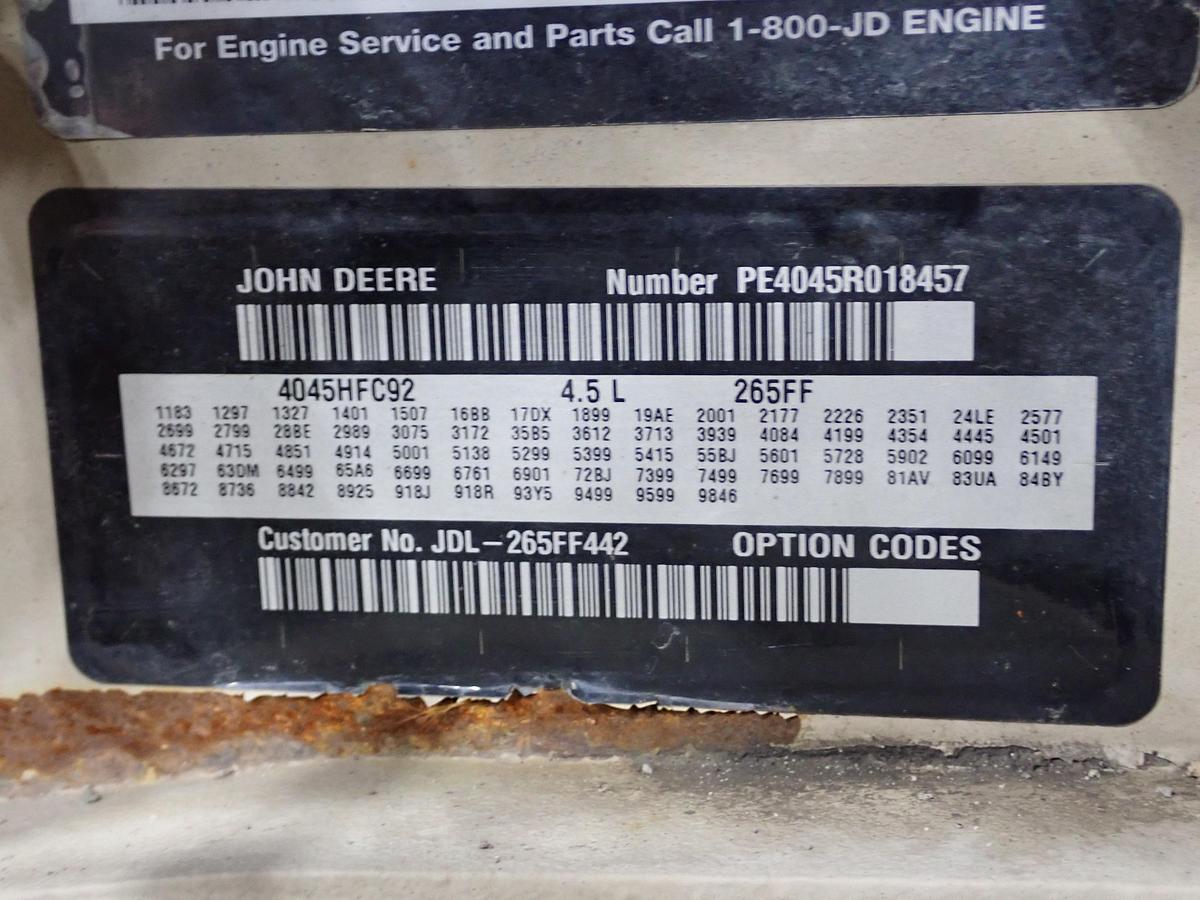 For Engine Service and Parts Call 1-800-JD ENGINE
JOHN DEERE Number PE4045R018457
4045HFC92 4.5 L 265FF
1183 1297 1327 1401 1507 16BB 17DX 1899 19AE 2001 2177 2226 2351 24LE 2577
2699 2799 28BE 2989 3075 3172 35B5 3612 3713 3939 4084 4199 4354 4445 4501
4672 4715 4851 4914 5001 5138 5299 5399 5415 55BJ 5601 5728 5902 6099 6149
6297 63DM 6499 65A6 6699 6761 6901 72BJ 7399 7499 7699 7899 81AV 83UA 84BY
8672 8736 8842 8925 918J 918R 93Y5 9499 9599 9846
Customer No. JDL-265FF442 OPTION CODES